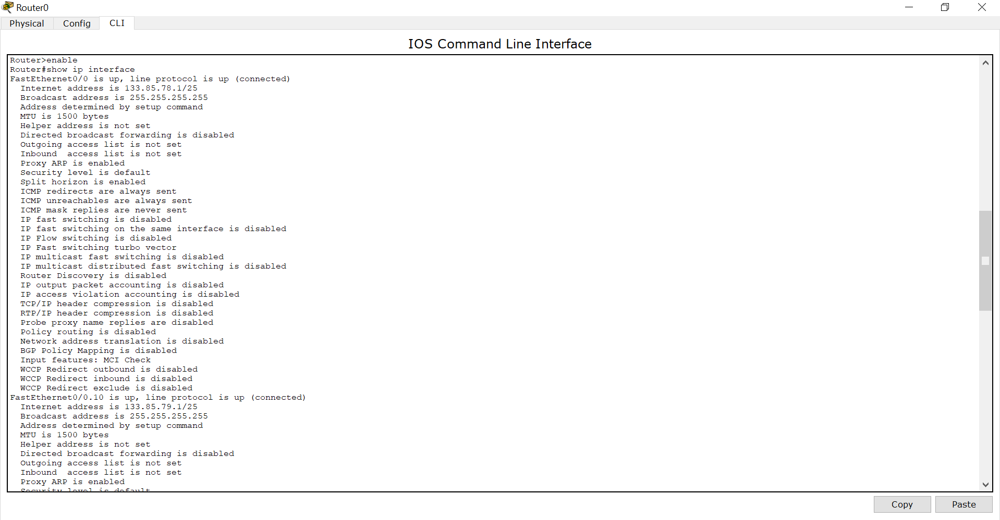 Router0
Physical Config CLI
IOS Command Line Interface
Router>enable
Router#show ip interface
FastEthernet0/0 is up, line protocol is up (connected)
  Internet address is 133.85.78.1/25
  Broadcast address is 255.255.255.255
  Address determined by setup command
  MTU is 1500 bytes
  Helper address is not set
  Directed broadcast forwarding is disabled
  Outgoing access list is not set
  Inbound  access list is not set
  Proxy ARP is enabled
  Security level is default
  Split horizon is enabled
  ICMP redirects are always sent
  ICMP unreachables are always sent
  ICMP mask replies are never sent
  IP fast switching is disabled
  IP fast switching on the same interface is disabled
  IP Flow switching is disabled
  IP Fast switching turbo vector
  IP multicast fast switching is disabled
  IP multicast distributed fast switching is disabled
  Router Discovery is disabled
  IP output packet accounting is disabled
  IP access violation accounting is disabled
  TCP/IP header compression is disabled
  RTP/IP header compression is disabled
  Probe proxy name replies are disabled
  Policy routing is disabled
  Network address translation is disabled
  BGP Policy Mapping is disabled
  Input features: MCI Check
  WCCP Redirect outbound is disabled
  WCCP Redirect inbound is disabled
  WCCP Redirect exclude is disabled
FastEthernet0/0.10 is up, line protocol is up (connected)
  Internet address is 133.85.79.1/25
  Broadcast address is 255.255.255.255
  Address determined by setup command
  MTU is 1500 bytes
  Helper address is not set
  Directed broadcast forwarding is disabled
  Outgoing access list is not set
  Inbound  access list is not set
  Proxy ARP is enabled
  Security level is default
Copy Paste